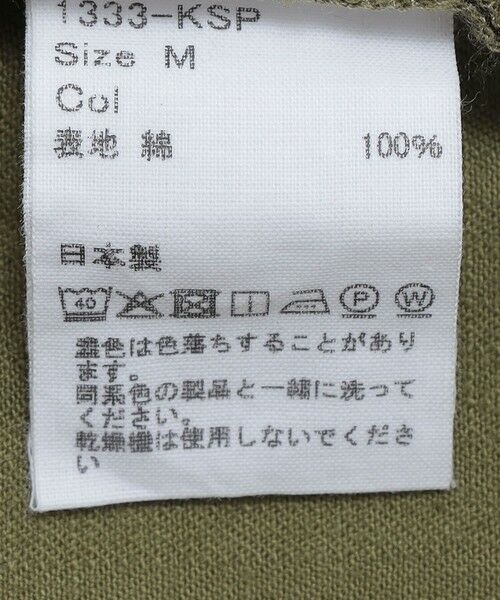 1333-KSP
Size M
Col
表地 綿 100%
日本製
40 P W
濃色は色落ちすることがあり
ます。
同系色の製品と一緒に洗って
ください。
乾燥機は使用しないでくださ
い